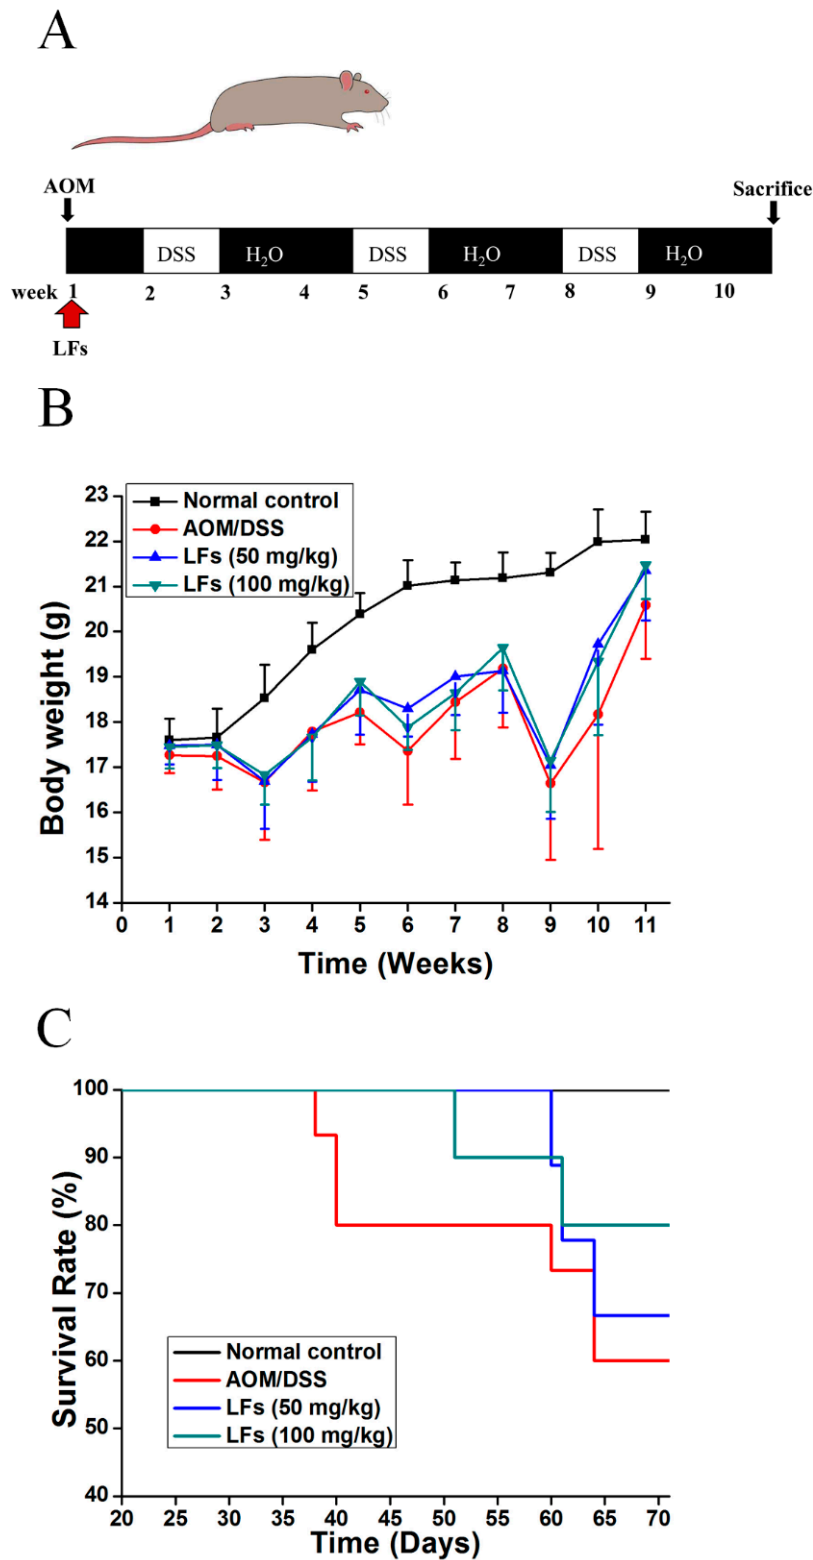 A
AOM
Sacrifice
DSS H₂O DSS H₂O DSS H₂O
week 1 2 3 4 5 6 7 8 9 10
LFs
B
Normal control
AOM/DSS
LFs (50 mg/kg)
LFs (100 mg/kg)
Body weight (g)
23
22
21
20
19
18
17
16
15
14
0 1 2 3 4 5 6 7 8 9 10 11
Time (Weeks)
C
Survival Rate (%)
100
90
80
70
60
50
40
Normal control
AOM/DSS
LFs (50 mg/kg)
LFs (100 mg/kg)
20 25 30 35 40 45 50 55 60 65 70
Time (Days)